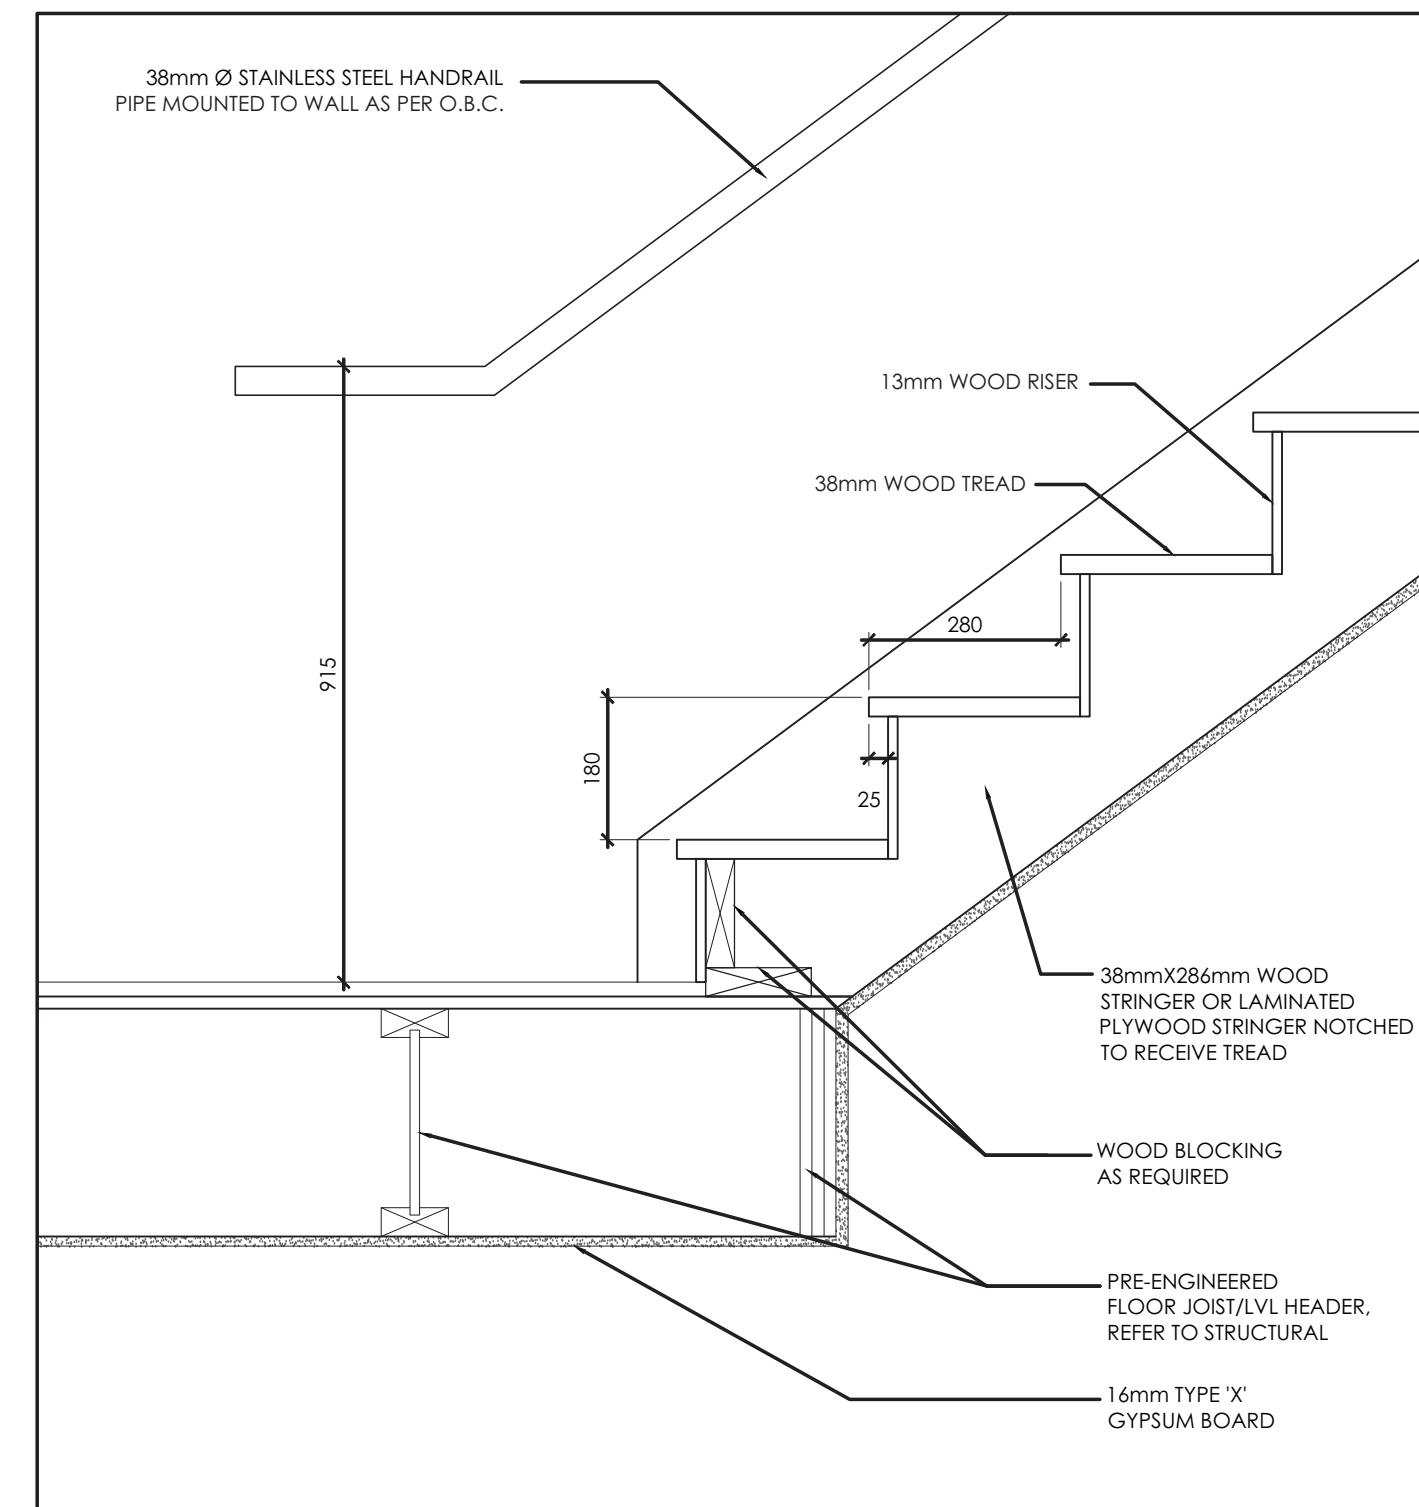 38mm Ø STAINLESS STEEL HANDRAIL
PIPE MOUNTED TO WALL AS PER O.B.C.
13mm WOOD RISER
38mm WOOD TREAD
280
915
180
25
38mmX286mm WOOD
STRINGER OR LAMINATED
PLYWOOD STRINGER NOTCHED
TO RECEIVE TREAD
WOOD BLOCKING
AS REQUIRED
PRE-ENGINEERED
FLOOR JOIST/LVL HEADER,
REFER TO STRUCTURAL
16mm TYPE 'X'
GYPSUM BOARD